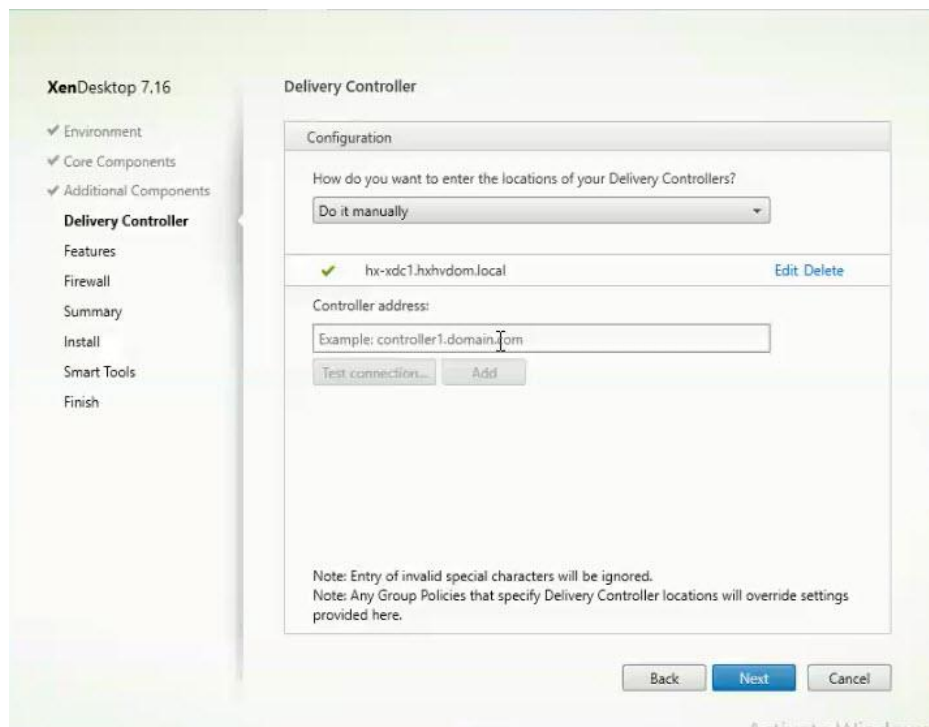 XenDesktop 7.16
Environment
Core Components
Additional Components
Delivery Controller
Features
Firewall
Summary
Install
Smart Tools
Finish
Delivery Controller
Configuration
How do you want to enter the locations of your Delivery Controllers?
Do it manually
hx-xdc1.hxhvdom.local
Edit Delete
Controller address:
Example: controller1.domain.com
Test connection... Add
Note: Entry of invalid special characters will be ignored.
Note: Any Group Policies that specify Delivery Controller locations will override settings
provided here.
Back Next Cancel